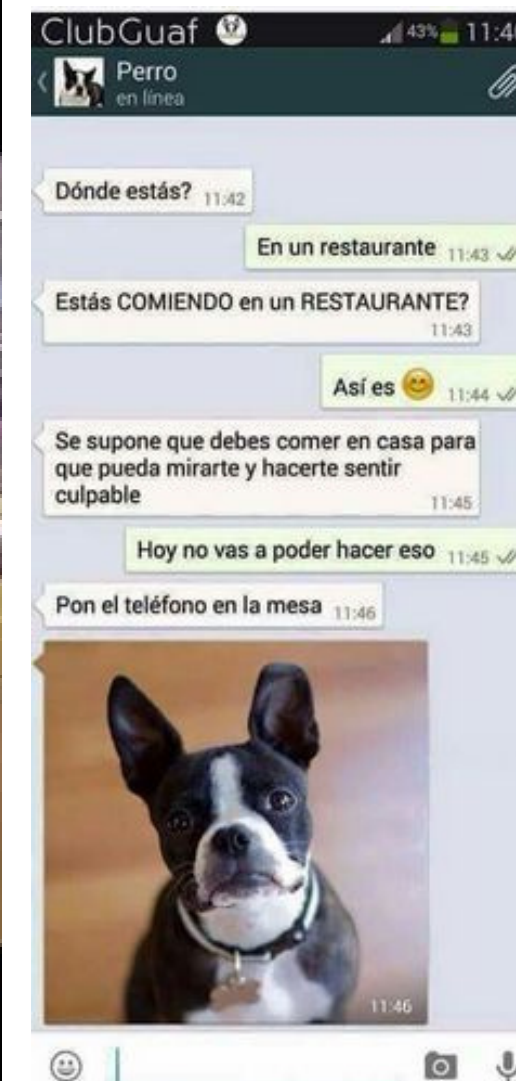 ClubGuaf 43% 11:46
Perro
en línea
Dónde estás? 11:42
En un restaurante 11:43
Estás COMIENDO en un RESTAURANTE?
11:43
Así es 11:44
Se supone que debes comer en casa para
que pueda mirarte y hacerte sentir
culpable
11:45
Hoy no vas a poder hacer eso 11:45
Pon el teléfono en la mesa 11:46
11:46